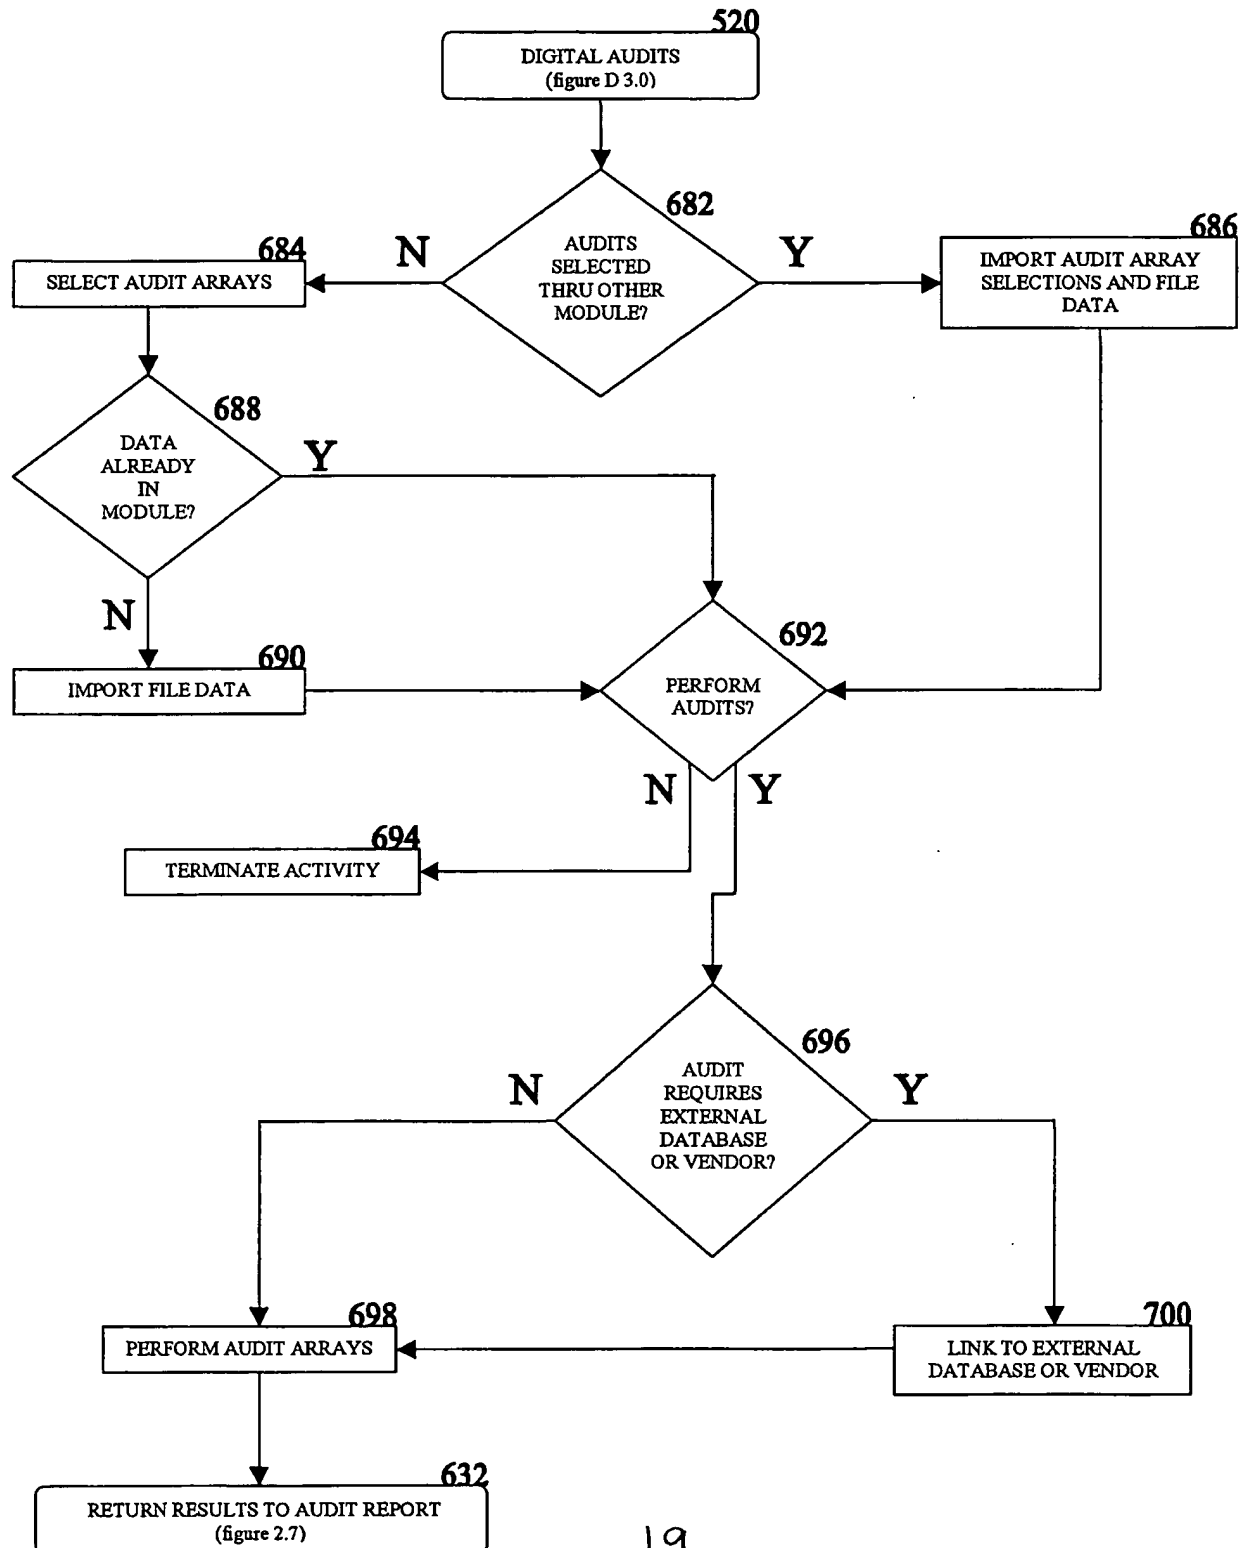 520
DIGITAL AUDITS
(figure D 3.0)
682
AUDITS
SELECTED
THRU OTHER
MODULE?
N
Y
684
SELECT AUDIT ARRAYS
686
IMPORT AUDIT ARRAY
SELECTIONS AND FILE
DATA
688
DATA
ALREADY
IN
MODULE?
Y
N
690
IMPORT FILE DATA
692
PERFORM
AUDITS?
N
Y
694
TERMINATE ACTIVITY
696
AUDIT
REQUIRES
EXTERNAL
DATABASE
OR VENDOR?
N
Y
698
PERFORM AUDIT ARRAYS
700
LINK TO EXTERNAL
DATABASE OR VENDOR
632
RETURN RESULTS TO AUDIT REPORT
(figure 2.7)
19